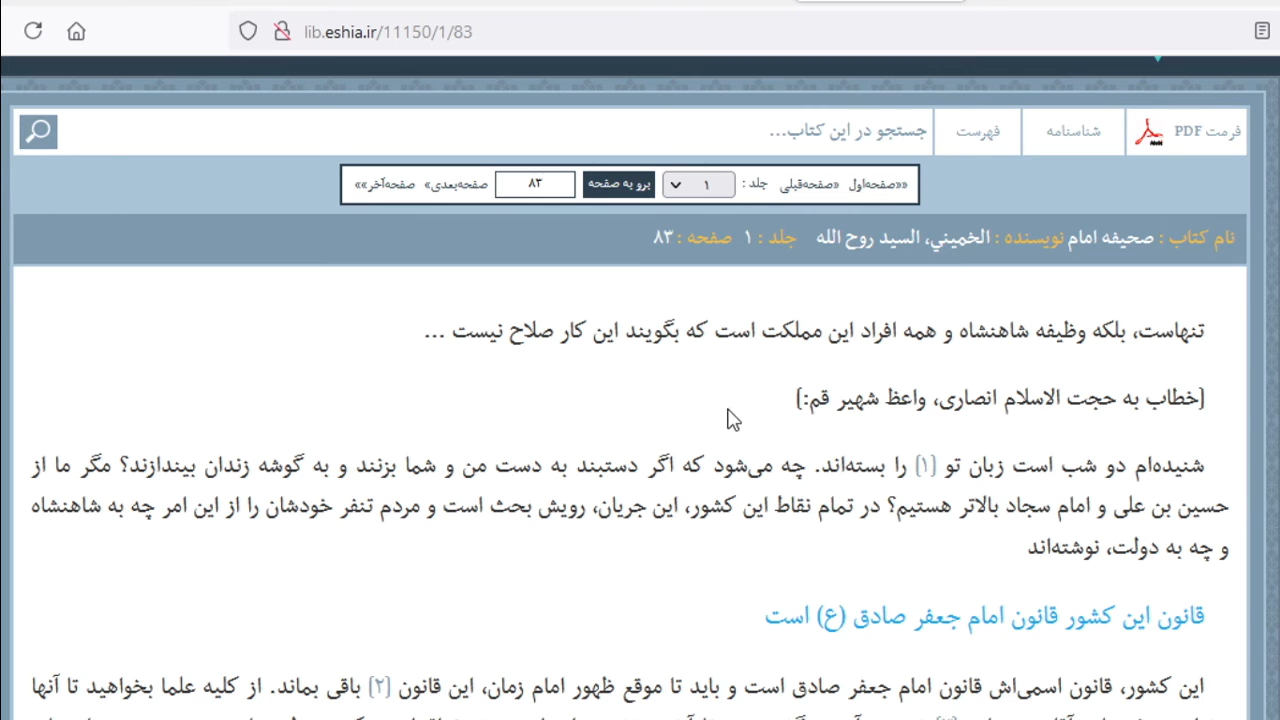 lib.eshia.ir/11150/1/83
فرمت PDF
شناسنامه
فهرست
جستجو در این کتاب...
««صفحه‌اول «صفحه‌قبلی جلد : ۱ برو به صفحه ۸۳ صفحه‌بعدی» صفحه‌آخر»»
نام کتاب : صحیفه امام نویسنده : الخميني، السيد روح الله جلد : ۱ صفحه : ۸۳
تنهاست، بلکه وظیفه شاهنشاه و همه افراد این مملکت است که بگویند این کار صلاح نیست ...
[خطاب به حجت الاسلام انصاری، واعظ شهیر قم:]
شنیده‌ام دو شب است زبان تو [۱] را بسته‌اند. چه می‌شود که اگر دستبند به دست من و شما بزنند و به گوشه زندان بیندازند؟ مگر ما از
حسین بن علی و امام سجاد بالاتر هستیم؟ در تمام نقاط این کشور، این جریان، رویش بحث است و مردم تنفر خودشان را از این امر چه به شاهنشاه
و چه به دولت، نوشته‌اند
قانون این کشور قانون امام جعفر صادق (ع) است
این کشور، قانون اسمی‌اش قانون امام جعفر صادق است و باید تا موقع ظهور امام زمان، این قانون [۲] باقی بماند. از کلیه علما بخواهید تا آنها